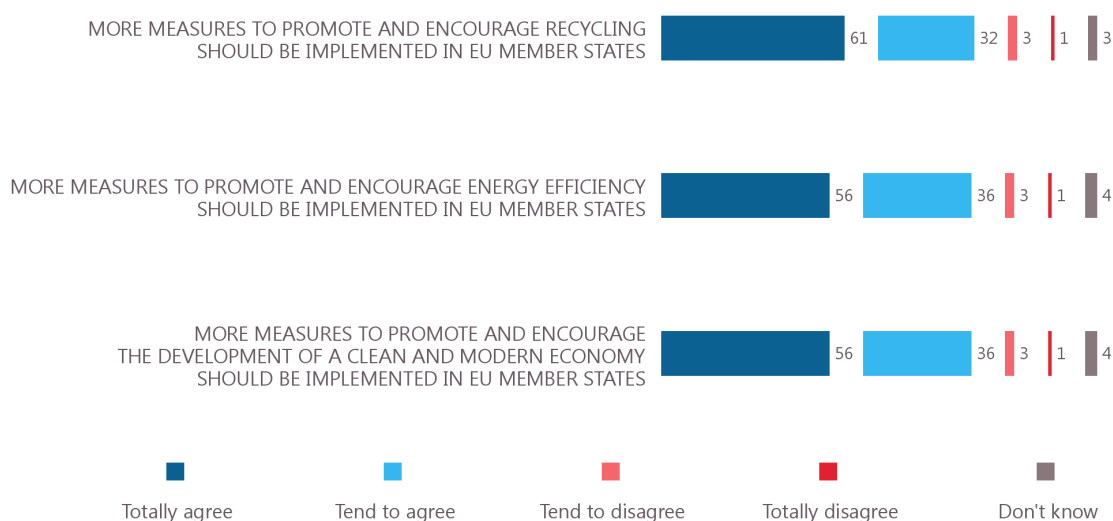 MORE MEASURES TO PROMOTE AND ENCOURAGE RECYCLING
SHOULD BE IMPLEMENTED IN EU MEMBER STATES
61 32 3 1 3
MORE MEASURES TO PROMOTE AND ENCOURAGE ENERGY EFFICIENCY
SHOULD BE IMPLEMENTED IN EU MEMBER STATES
56 36 3 1 4
MORE MEASURES TO PROMOTE AND ENCOURAGE
THE DEVELOPMENT OF A CLEAN AND MODERN ECONOMY
SHOULD BE IMPLEMENTED IN EU MEMBER STATES
56 36 3 1 4
Totally agree Tend to agree Tend to disagree Totally disagree Don't know